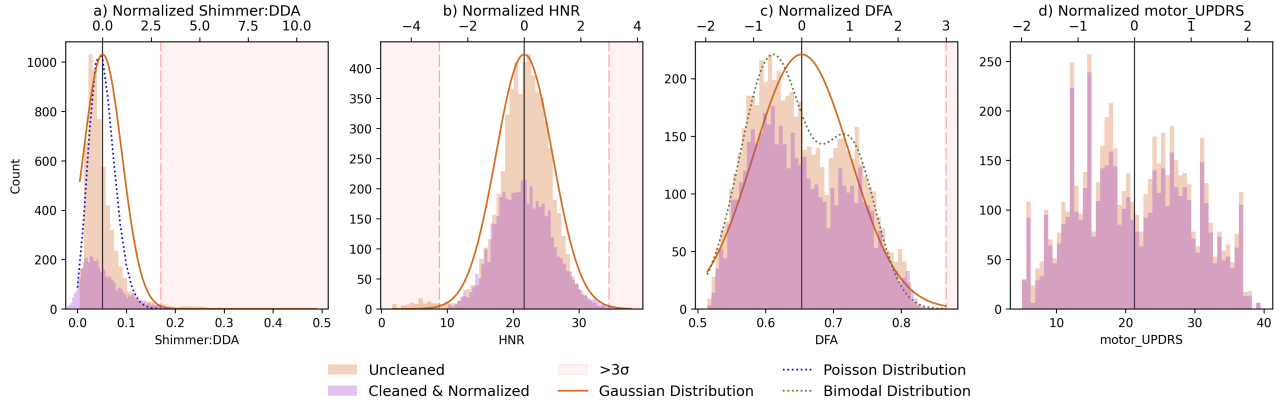 a) Normalized Shimmer:DDA
0.0 2.5 5.0 7.5 10.0
Count
0
200
400
600
800
1000
0.0 0.1 0.2 0.3 0.4 0.5
Shimmer:DDA
b) Normalized HNR
−4 −2 0 2 4
0
50
100
150
200
250
300
350
400
0 10 20 30
HNR
c) Normalized DFA
−2 −1 0 1 2 3
0
50
100
150
200
0.5 0.6 0.7 0.8
DFA
d) Normalized motor_UPDRS
−2 −1 0 1 2
0
50
100
150
200
250
10 20 30 40
motor_UPDRS
Uncleaned
Cleaned & Normalized
>3σ
Gaussian Distribution
Poisson Distribution
Bimodal Distribution